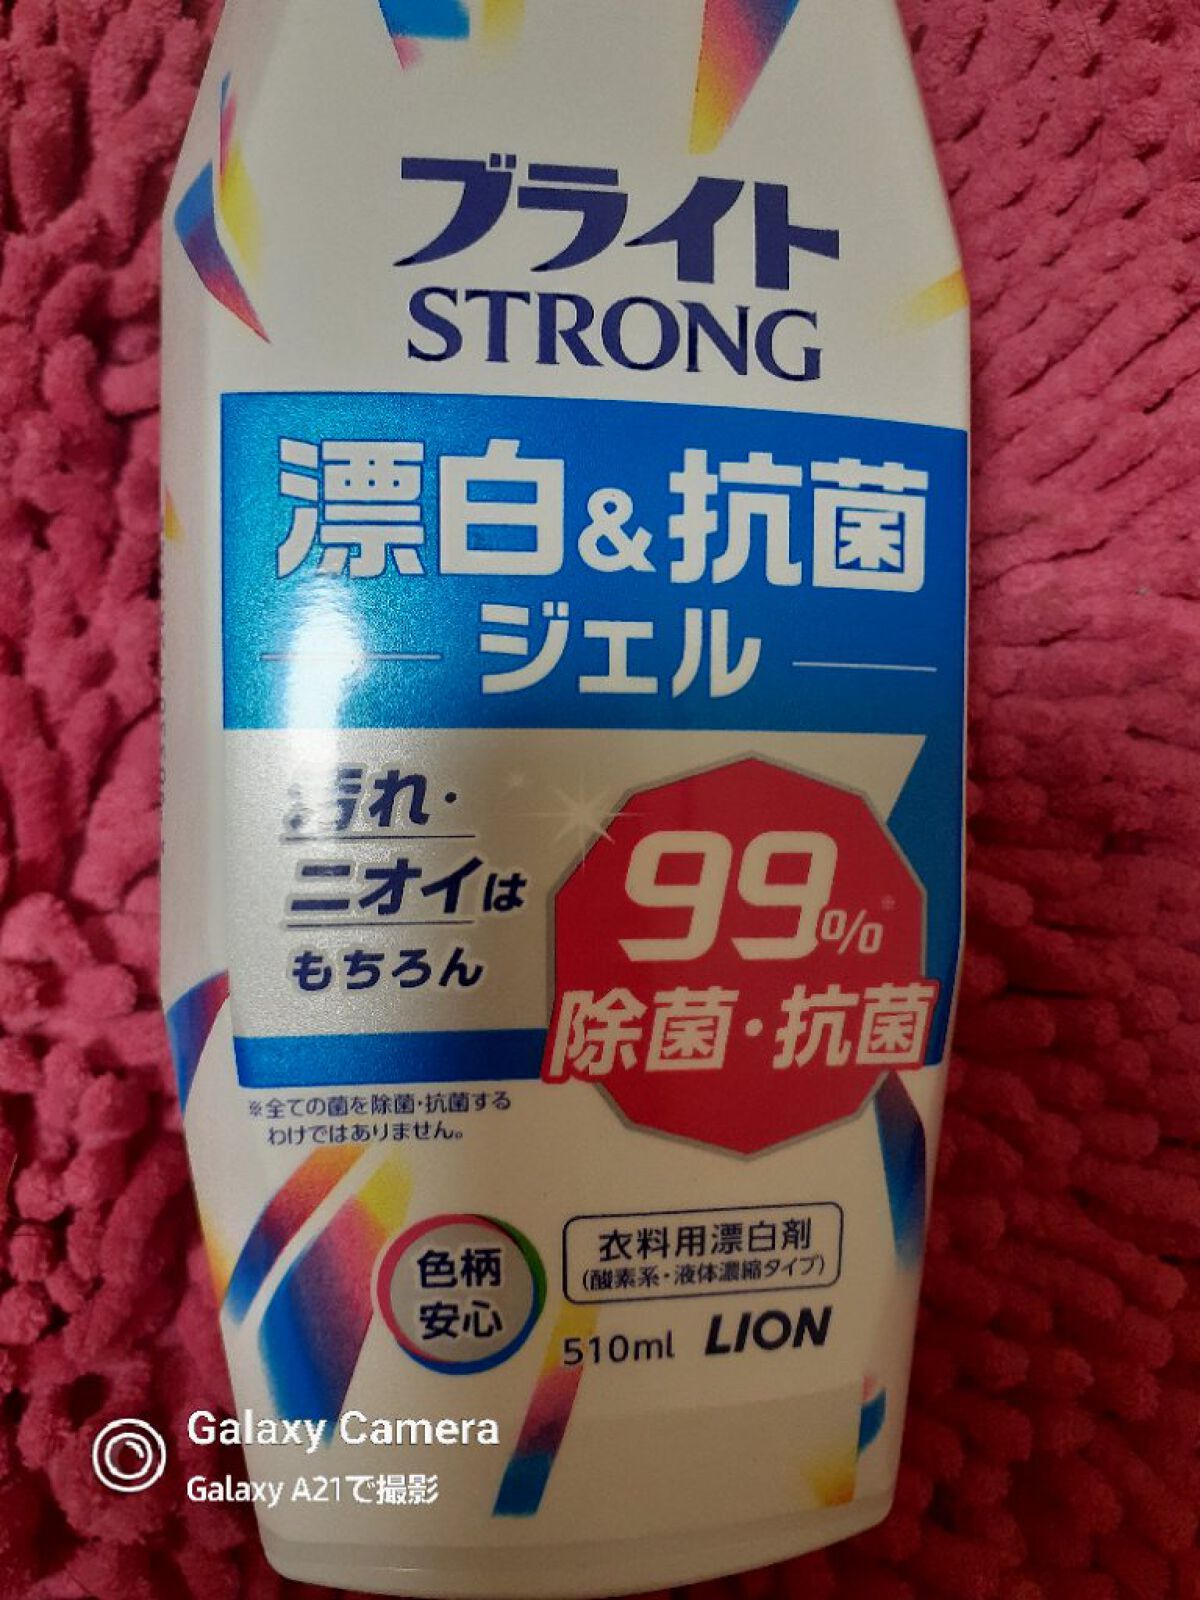 ブライト
STRONG
漂白&抗菌
ジェル
汚れ・
ニオイは
もちろん
99%※
除菌・抗菌
※全ての菌を除菌・抗菌する
わけではありません。
色柄
安心
衣料用漂白剤
(酸素系・液体濃縮タイプ)
510ml LION
Galaxy Camera
Galaxy A21で撮影